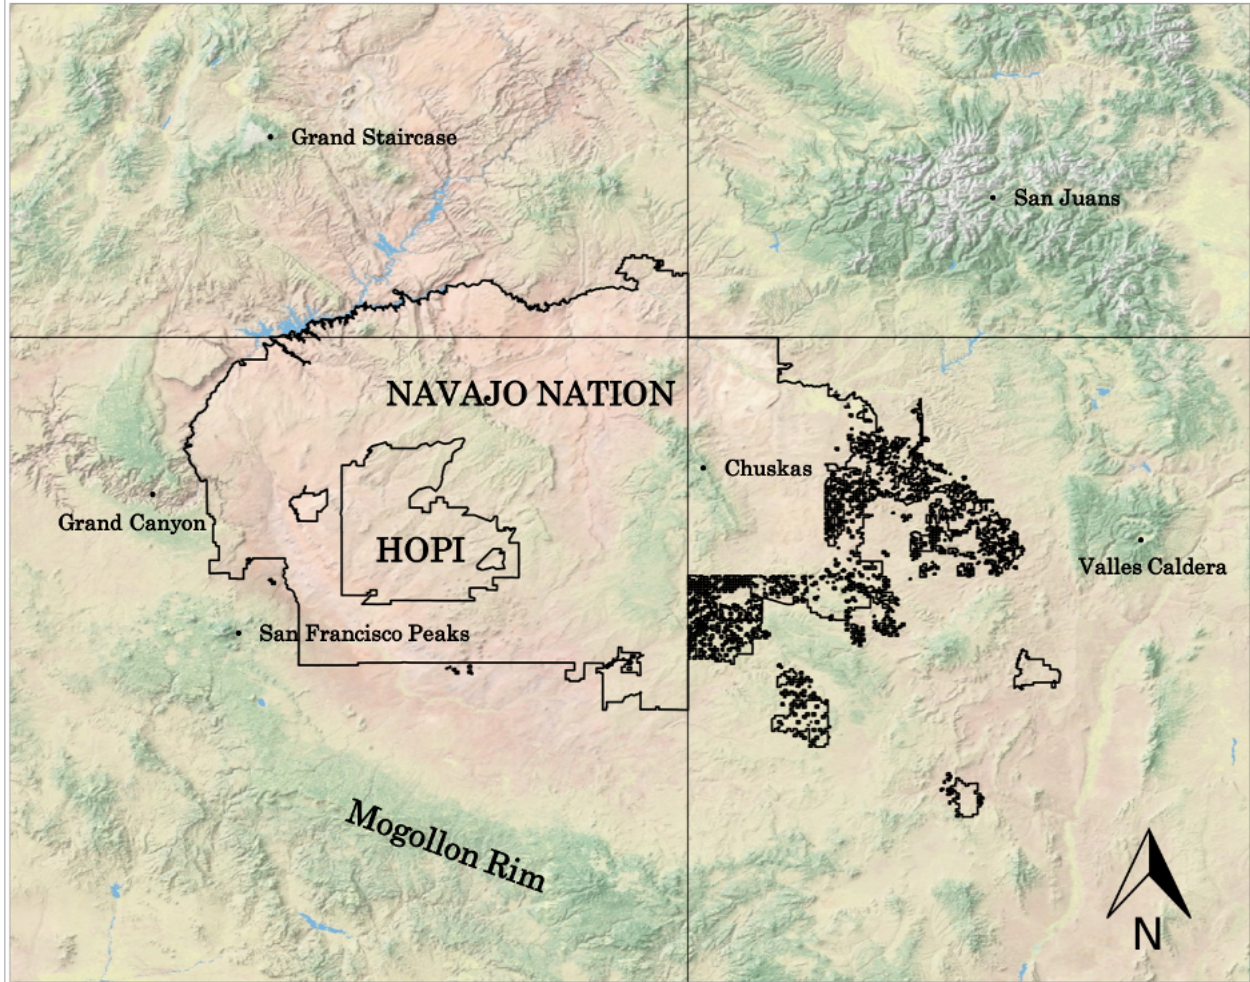 Grand Staircase
San Juans
NAVAJO NATION
Chuskas
Grand Canyon
HOPI
Valles Caldera
San Francisco Peaks
Mogollon Rim
N